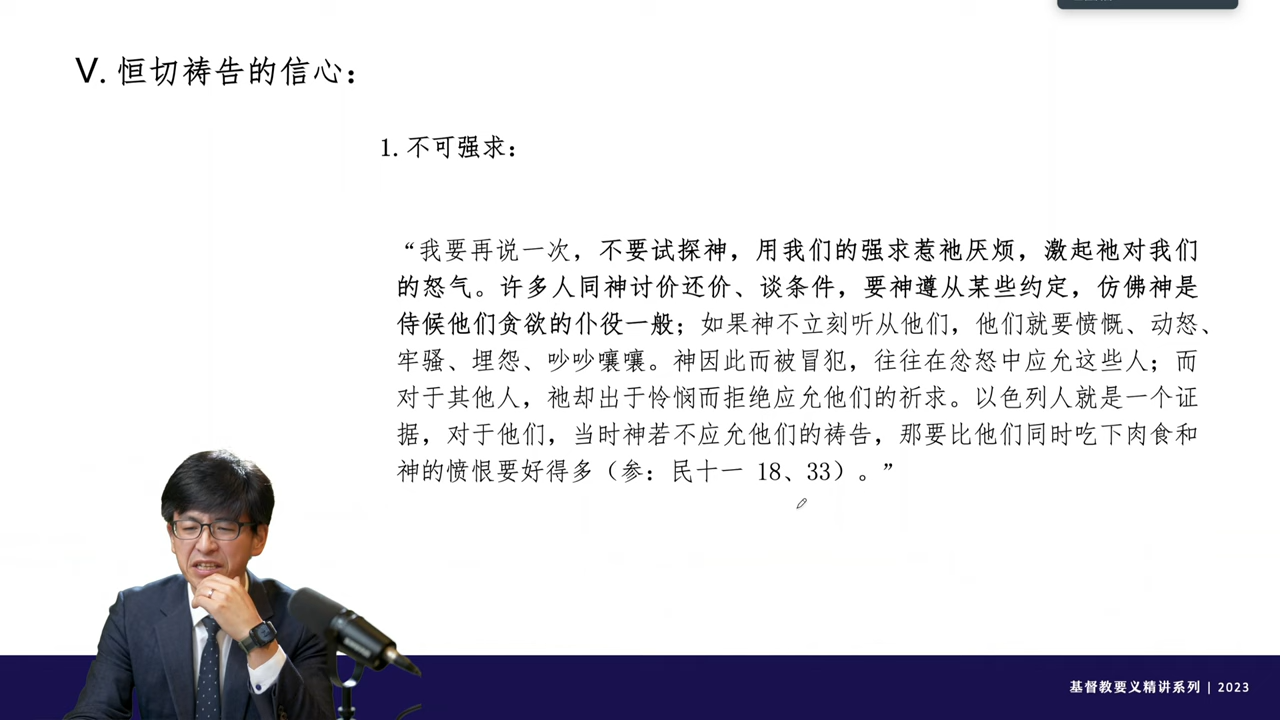 V. 恒切祷告的信心：
1. 不可强求：
“我要再说一次，不要试探神，用我们的强求惹祂厌烦，激起祂对我们
的怒气。许多人同神讨价还价、谈条件，要神遵从某些约定，仿佛神是
侍候他们贪欲的仆役一般；如果神不立刻听从他们，他们就要愤慨、动怒、
牢骚、埋怨、吵吵嚷嚷。神因此而被冒犯，往往在忿怒中应允这些人；而
对于其他人，祂却出于怜悯而拒绝应允他们的祈求。以色列人就是一个证
据，对于他们，当时神若不应允他们的祷告，那要比他们同时吃下肉食和
神的愤恨要好得多（参：民十一 18、33）。”
基督教要义精讲系列 | 2023